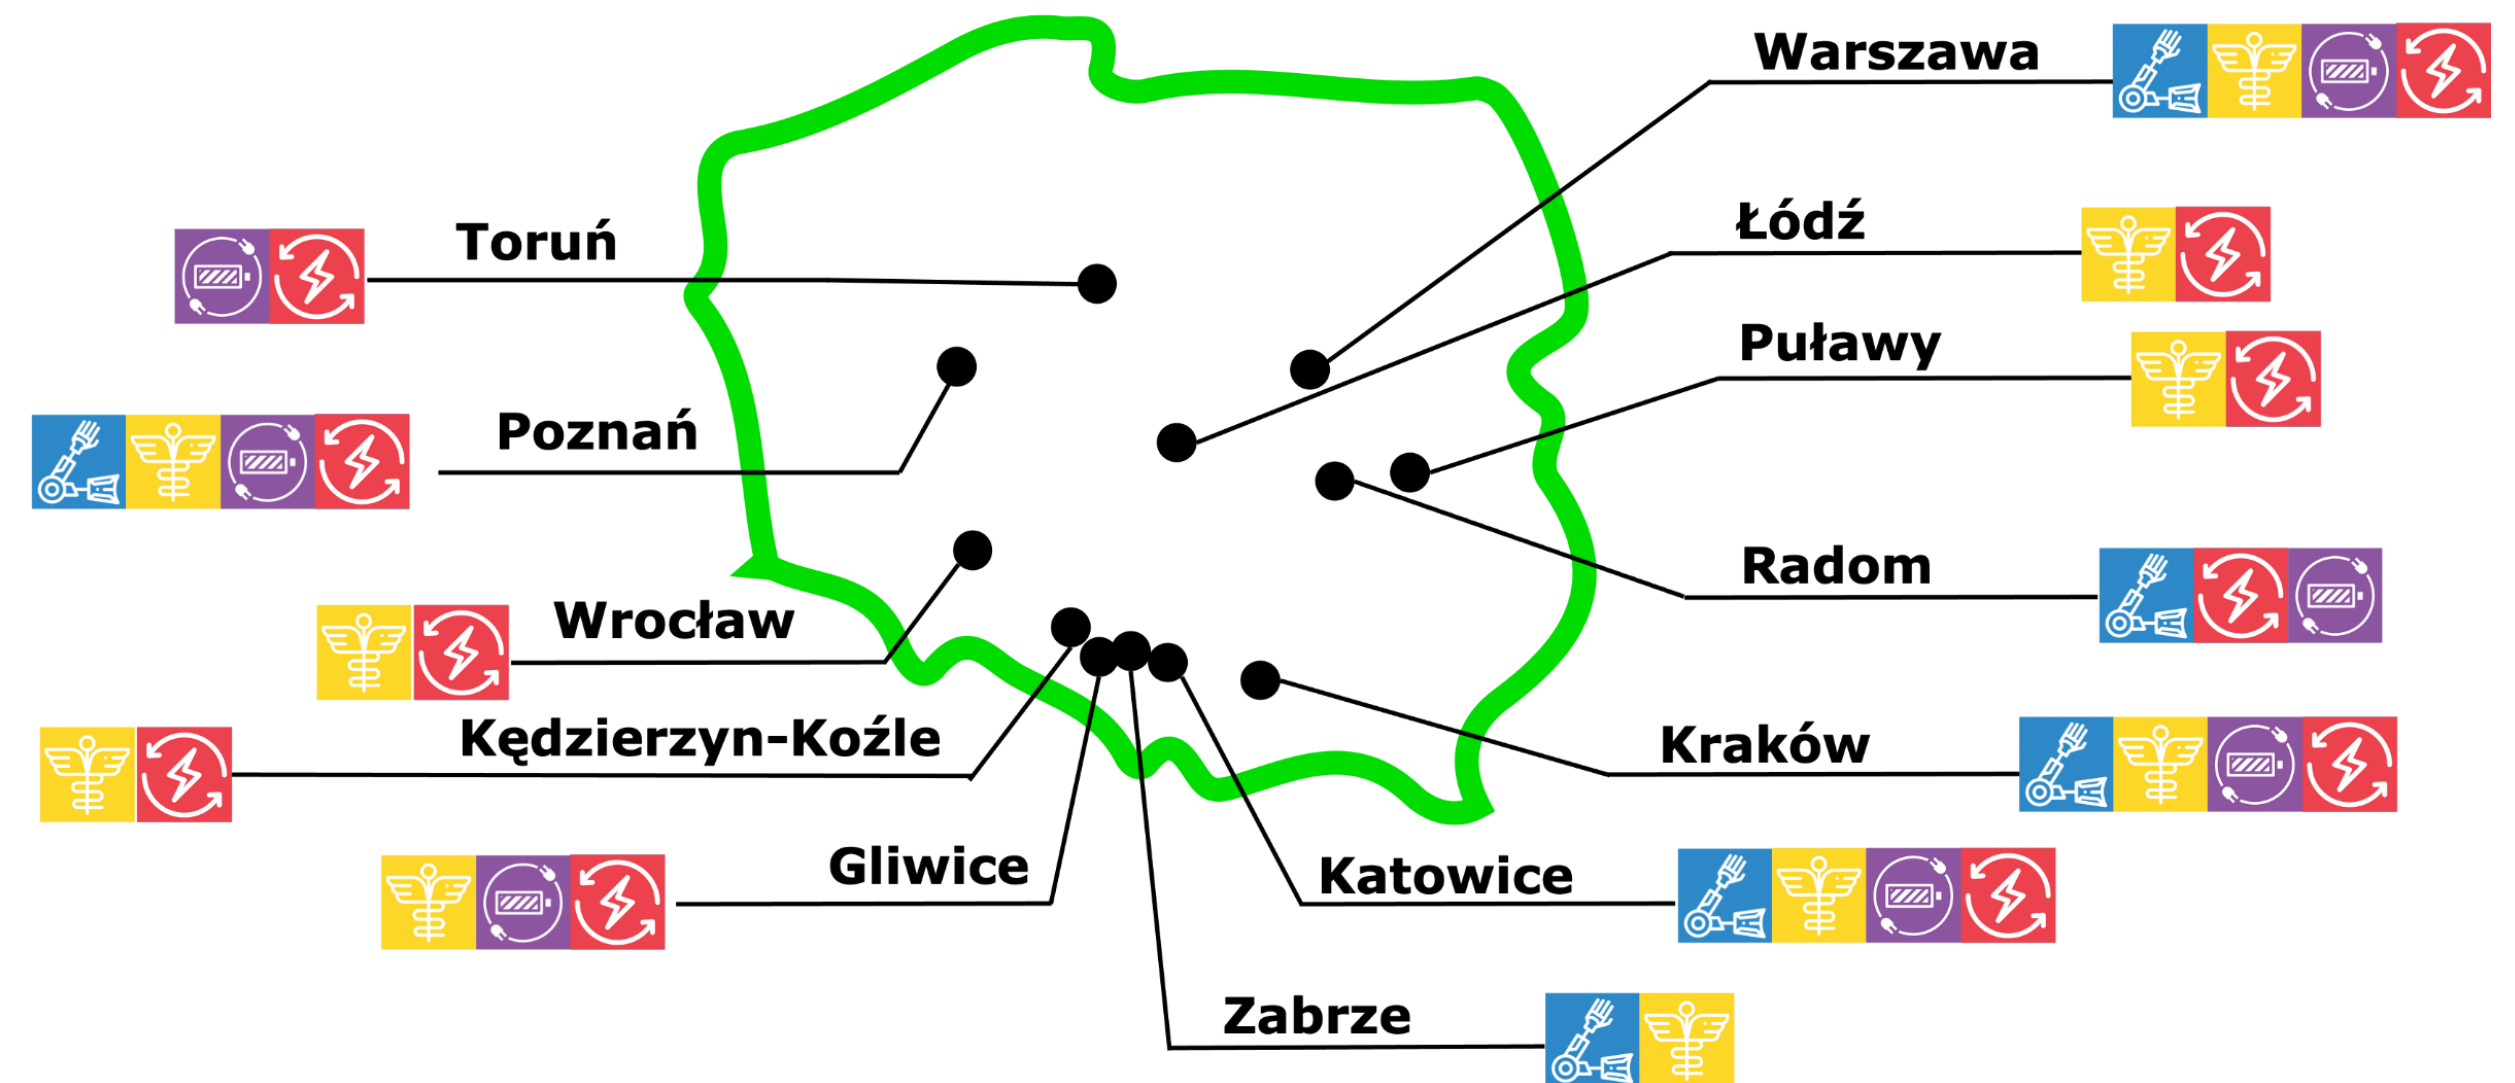 Warszawa
Łódź
Toruń
Puławy
Poznań
Radom
Wrocław
Kędzierzyn-Koźle
Kraków
Gliwice
Katowice
Zabrze